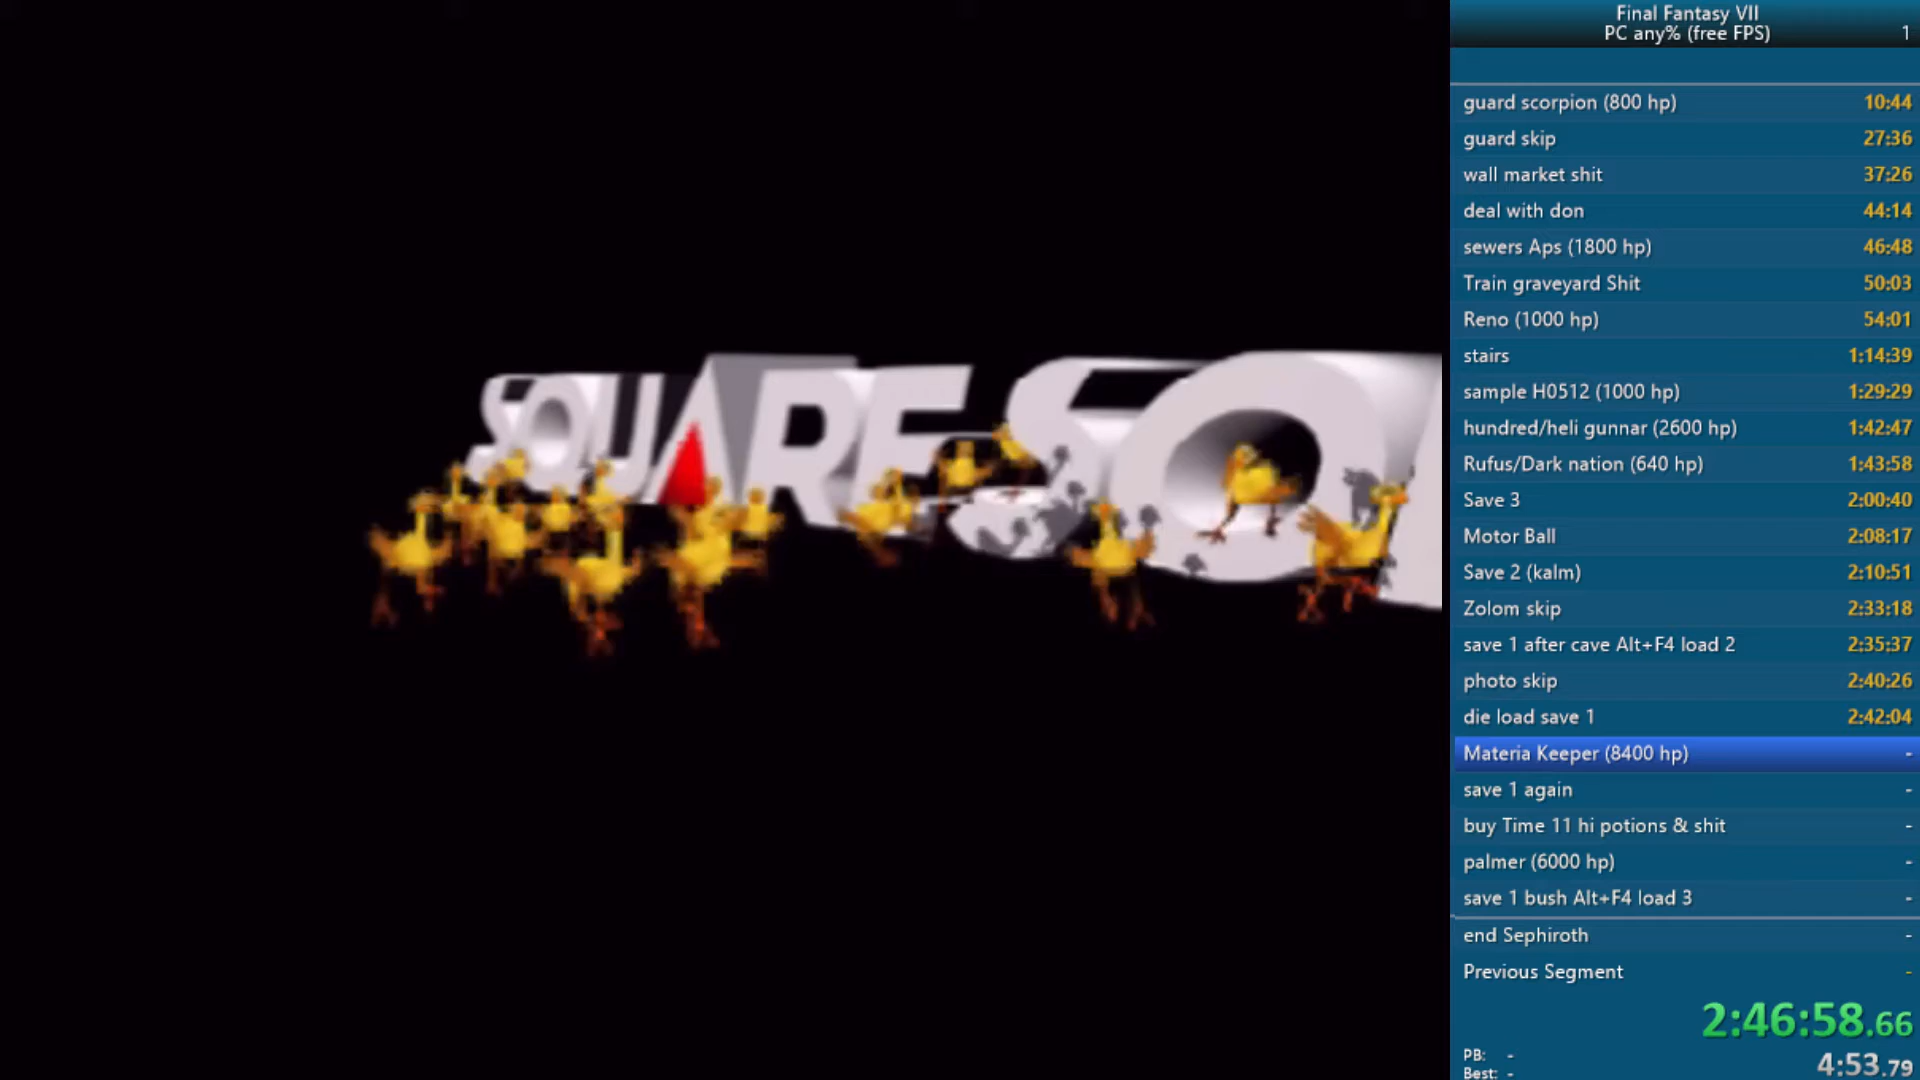 SQUARE SO
Final Fantasy VII
PC any% (free FPS) 1
guard scorpion (800 hp) 10:44
guard skip 27:36
wall market shit 37:26
deal with don 44:14
sewers Aps (1800 hp) 46:48
Train graveyard Shit 50:03
Reno (1000 hp) 54:01
stairs 1:14:39
sample H0512 (1000 hp) 1:29:29
hundred/heli gunnar (2600 hp) 1:42:47
Rufus/Dark nation (640 hp) 1:43:58
Save 3 2:00:40
Motor Ball 2:08:17
Save 2 (kalm) 2:10:51
Zolom skip 2:33:18
save 1 after cave Alt+F4 load 2 2:35:37
photo skip 2:40:26
die load save 1 2:42:04
Materia Keeper (8400 hp) -
save 1 again -
buy Time 11 hi potions & shit -
palmer (6000 hp) -
save 1 bush Alt+F4 load 3 -
end Sephiroth -
Previous Segment -
2:46:58.66
PB: -
Best: - 4:53.79